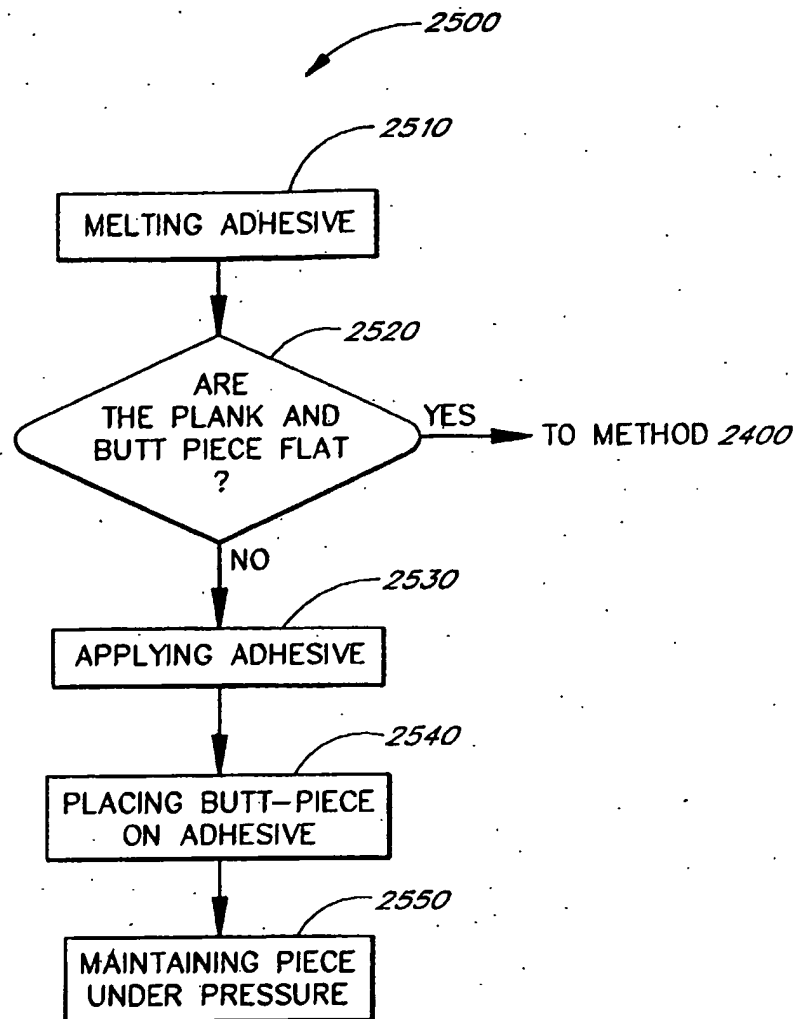 2500
2510
MELTING ADHESIVE
2520
ARE
THE PLANK AND
BUTT PIECE FLAT
?
YES
TO METHOD 2400
NO
2530
APPLYING ADHESIVE
2540
PLACING BUTT-PIECE
ON ADHESIVE
2550
MAINTAINING PIECE
UNDER PRESSURE